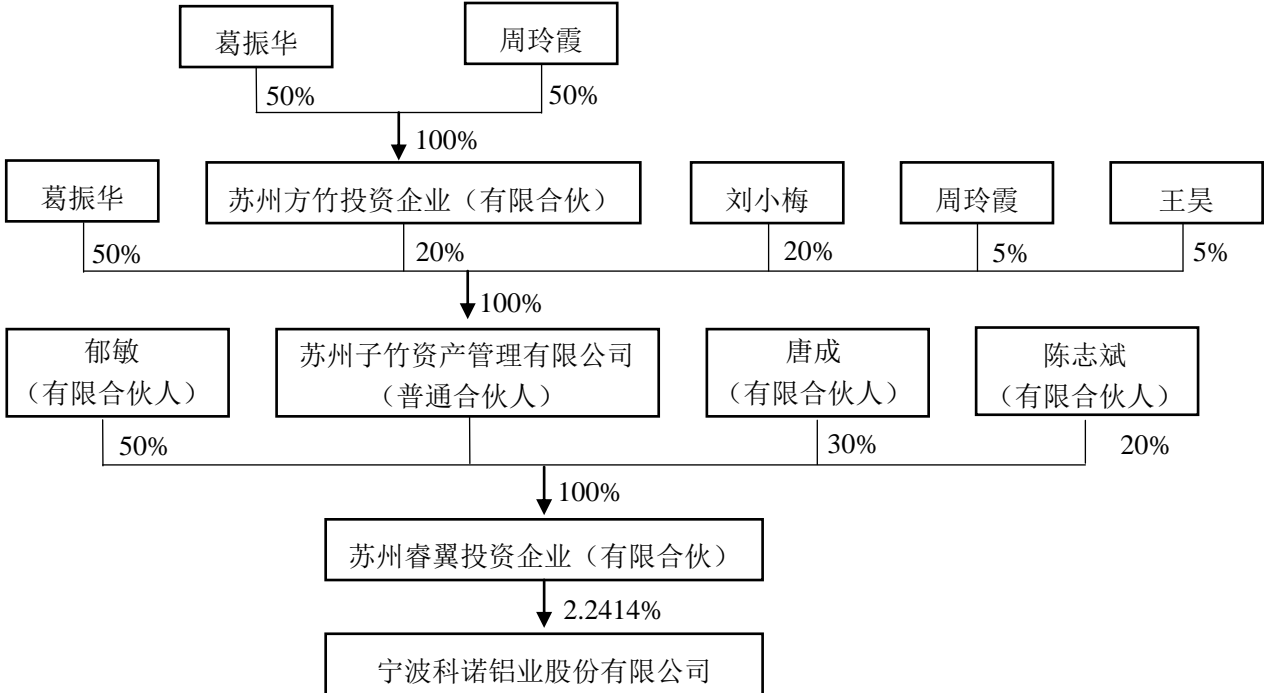 葛振华
周玲霞
50%
50%
100%
葛振华
苏州方竹投资企业（有限合伙）
刘小梅
周玲霞
王昊
50%
20%
20%
5%
5%
100%
郁敏
（有限合伙人）
苏州子竹资产管理有限公司
（普通合伙人）
唐成
（有限合伙人）
陈志斌
（有限合伙人）
50%
30%
20%
100%
苏州睿翼投资企业（有限合伙）
2.2414%
宁波科诺铝业股份有限公司